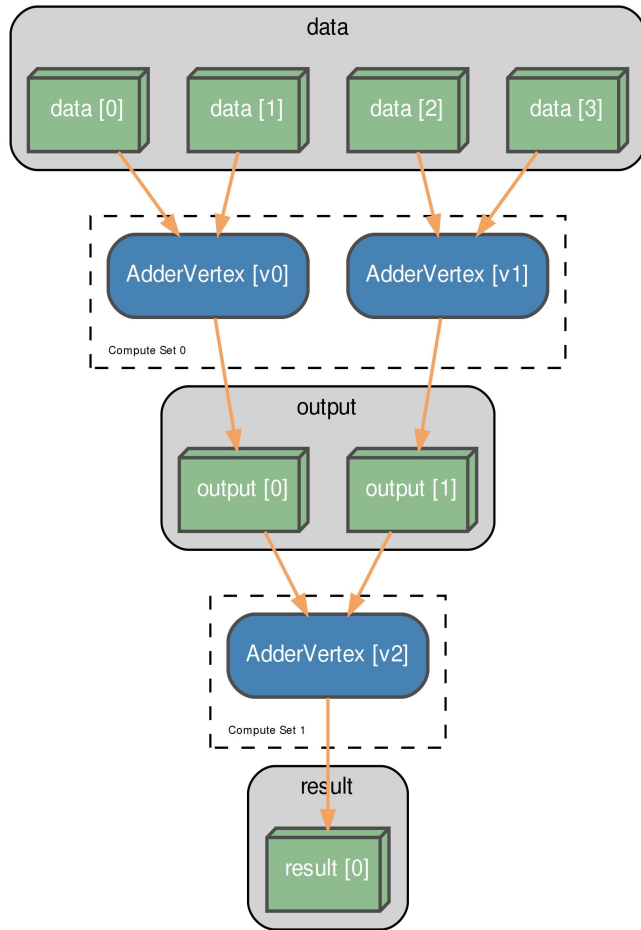 data
data [0]
data [1]
data [2]
data [3]
AdderVertex [v0]
AdderVertex [v1]
Compute Set 0
output
output [0]
output [1]
AdderVertex [v2]
Compute Set 1
result
result [0]